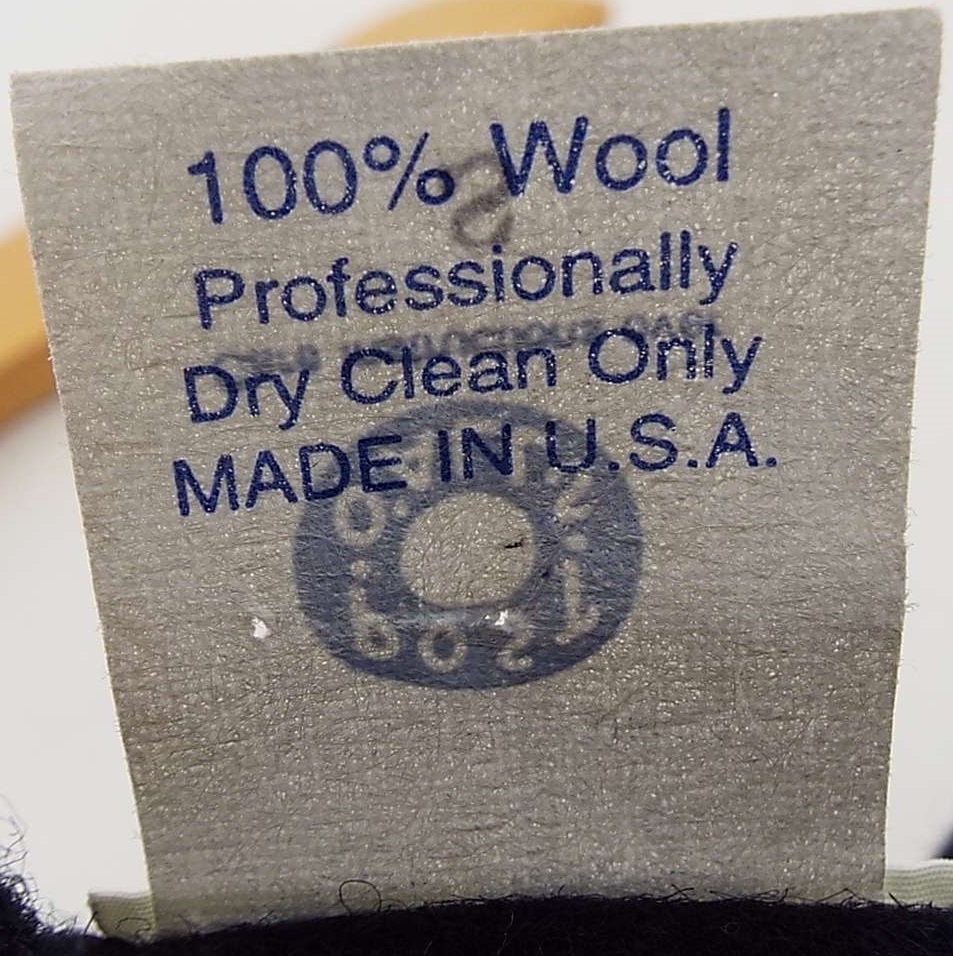 100% Wool
Professionally
Dry Clean Only
MADE IN U.S.A.